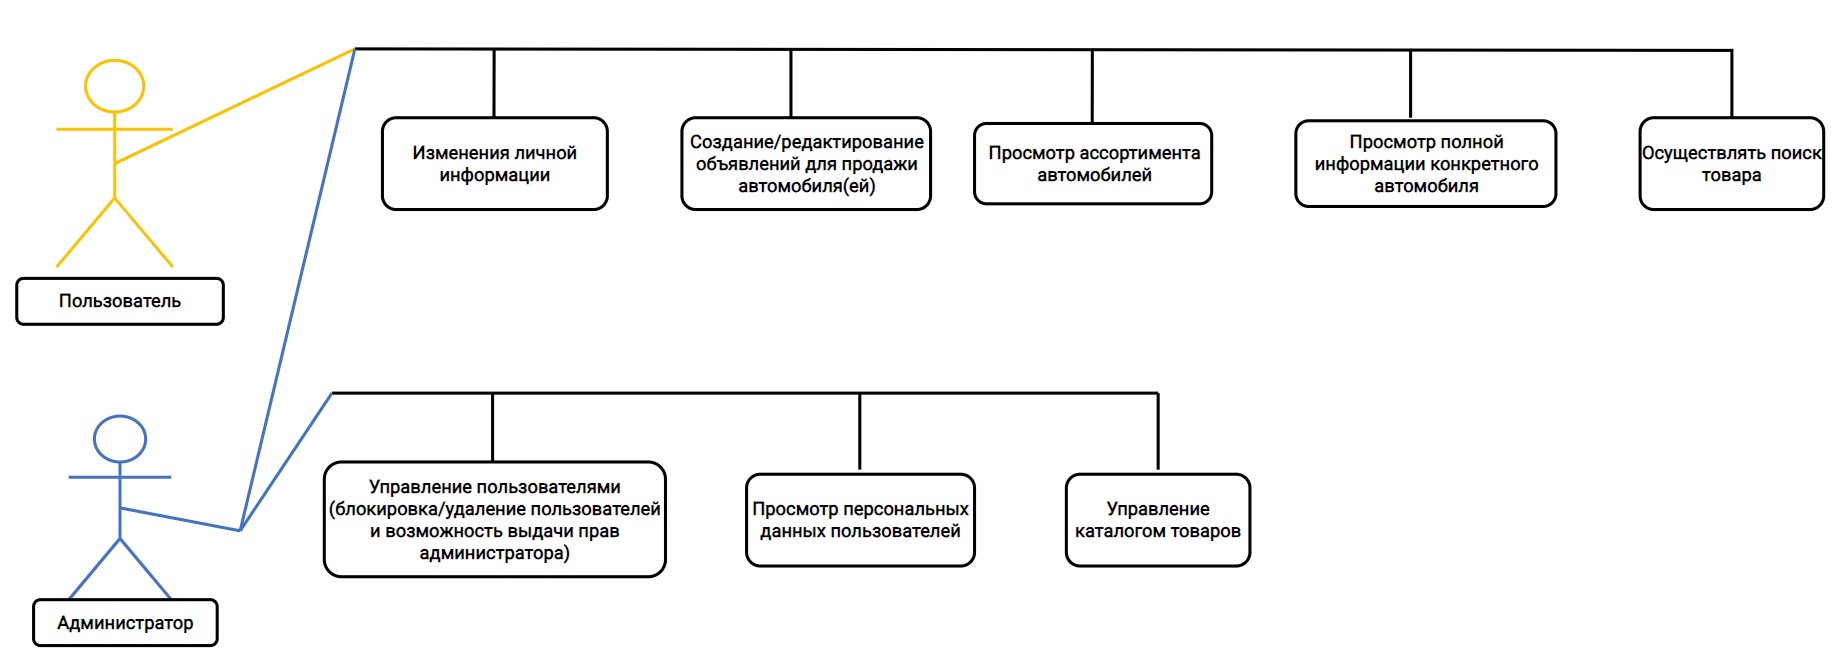 Изменения личной
информации
Создание/редактирование
объявлений для продажи
автомобиля(ей)
Просмотр ассортимента
автомобилей
Просмотр полной
информации конкретного
автомобиля
Осуществлять поиск
товара
Пользователь
Управление пользователями
(блокировка/удаление пользователей
и возможность выдачи прав
администратора)
Просмотр персональных
данных пользователей
Управление
каталогом товаров
Администратор